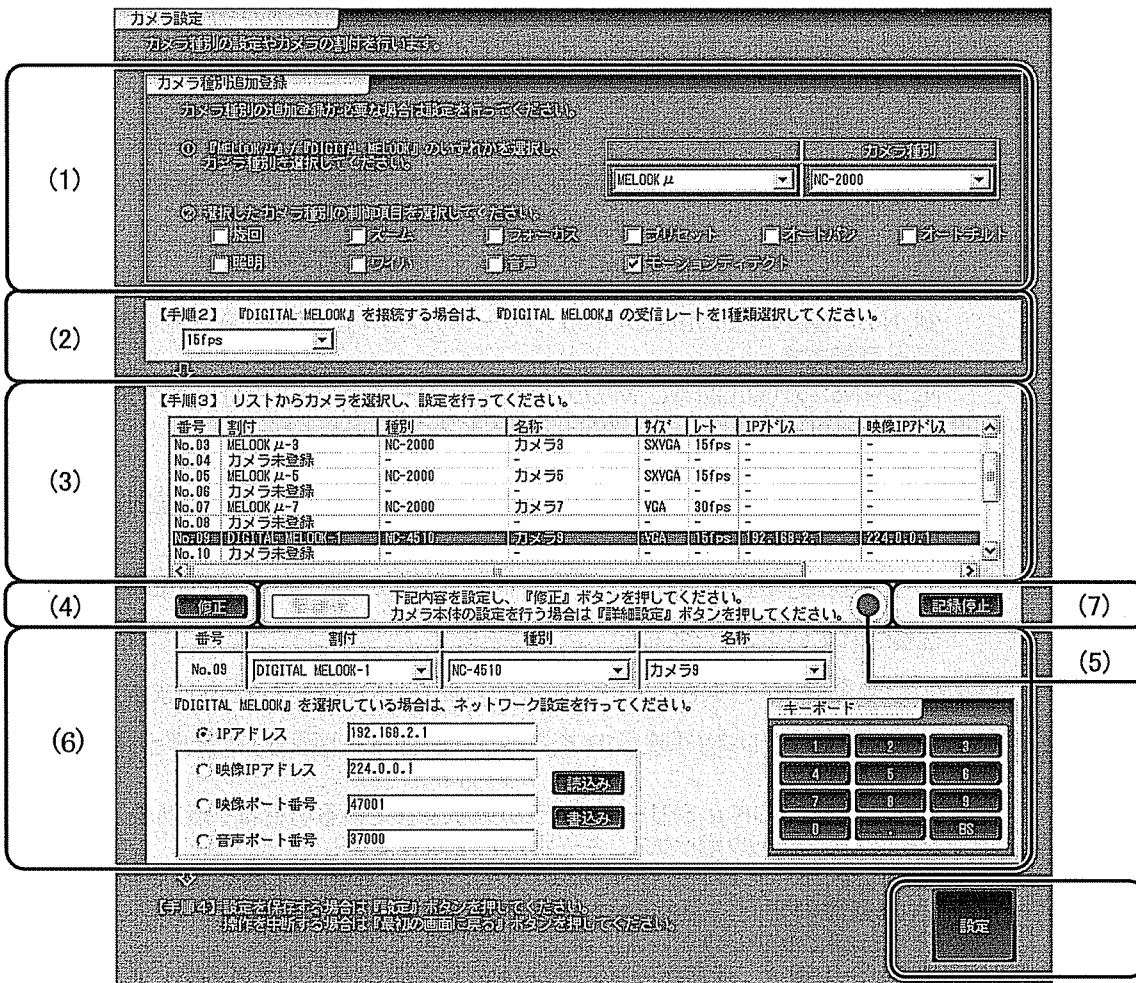 カメラ設定
カメラ種別の設定やカメラの割付を行います。
カメラ種別追加登録
カメラ種別の追加登録が必要な場合は設定を行ってください。
① 『MELOOKμ』/『DIGITAL MELOOK』のいずれかを選択し、
カメラ種別を選択してください。
カメラ種別
MELOOK μ NC-2000
② 選択したカメラ種別の制御項目を選択してください。
旋回 ズーム フォーカス プリセット オートパン オートチルト
照明 ワイパ 音声 モーションディテクト
(1)
【手順2】 『DIGITAL MELOOK』を接続する場合は、『DIGITAL MELOOK』の受信レートを1種類選択してください。
15fps
(2)
【手順3】 リストからカメラを選択し、設定を行ってください。
番号 割付 種別 名称 サイズ レート IPアドレス 映像IPアドレス
No.03 MELOOK μ-3 NC-2000 カメラ3 SXVGA 15fps - -
No.04 カメラ未登録 - - - - - -
No.05 MELOOK μ-5 NC-2000 カメラ5 SXVGA 15fps - -
No.06 カメラ未登録 - - - - - -
No.07 MELOOK μ-7 NC-2000 カメラ7 VGA 30fps - -
No.08 カメラ未登録 - - - - - -
No.09 DIGITAL MELOOK-1 NC-4510 カメラ9 VGA 15fps 192.168.2.1 224.0.0.1
No.10 カメラ未登録 - - - - - -
(3)
(4)
修正
下記内容を設定し、『修正』ボタンを押してください。
カメラ本体の設定を行う場合は『詳細設定』ボタンを押してください。
記録停止
(7)
(5)
番号 割付 種別 名称
No.09 DIGITAL MELOOK-1 NC-4510 カメラ9
『DIGITAL MELOOK』を選択している場合は、ネットワーク設定を行ってください。
IPアドレス 192.168.2.1
映像IPアドレス 224.0.0.1
映像ポート番号 47001
音声ポート番号 37000
読込み
書込み
キーボード
1 2 3
4 5 6
7 8 9
0 . BS
(6)
【手順4】設定を保存する場合は『設定』ボタンを押してください。
操作を中断する場合は『最初の画面に戻る』ボタンを押してください。
設定